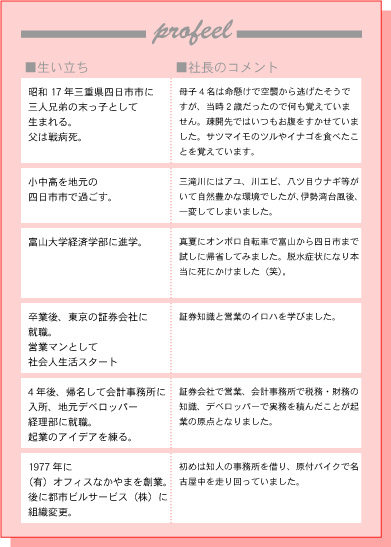 profeel
■生い立ち
■社長のコメント
昭和 17 年三重県四日市市に
三人兄弟の末っ子として
生まれる。
父は戦病死。
母子４名は命懸けで空襲から逃げたそうで
すが、当時２歳だったので何も覚えていま
せん。疎開先ではいつもお腹をすかせていま
した。サツマイモのツルやイナゴを食べたこ
とを覚えています。
小中高を地元の
四日市市で過ごす。
三滝川にはアユ、川エビ、八ツ目ウナギ等が
いて自然豊かな環境でしたが、伊勢湾台風後、
一変してしまいました。
富山大学経済学部に進学。
真夏にオンボロ自転車で富山から四日市まで
試しに帰省してみました。脱水症状になり本
当に死にかけました（笑）。
卒業後、東京の証券会社に
就職。
営業マンとして
社会人生活スタート
証券知識と営業のイロハを学びました。
4 年後、帰名して会計事務所に
入所、地元デベロッパー
経理部に就職。
起業のアイデアを練る。
証券会社で営業、会計事務所で税務・財務の
知識、デベロッパーで実務を積んだことが起
業の原点となりました。
1977 年に
（有）オフィスなかやまを創業。
後に都市ビルサービス（株）に
組織変更。
初めは知人の事務所を借り、原付バイクで名
古屋中を走り回っていました。